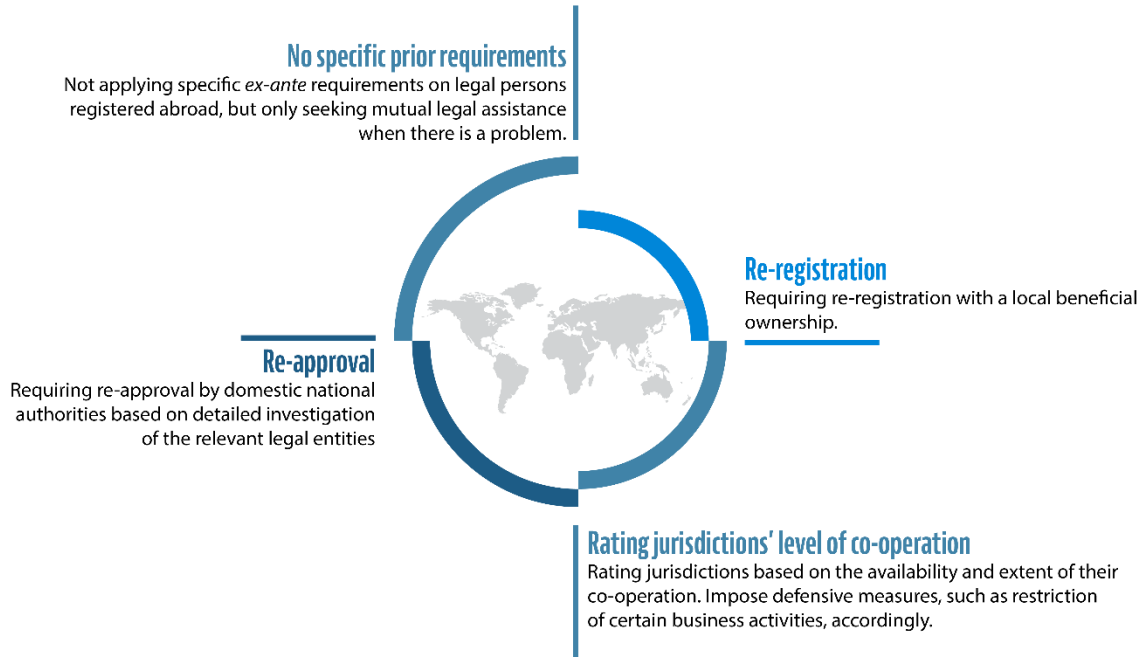 No specific prior requirements
Not applying specific ex-ante requirements on legal persons
registered abroad, but only seeking mutual legal assistance
when there is a problem.
Re-registration
Requiring re-registration with a local beneficial
ownership.
Re-approval
Requiring re-approval by domestic national
authorities based on detailed investigation
of the relevant legal entities
Rating jurisdictions’ level of co-operation
Rating jurisdictions based on the availability and extent of their
co-operation. Impose defensive measures, such as restriction
of certain business activities, accordingly.